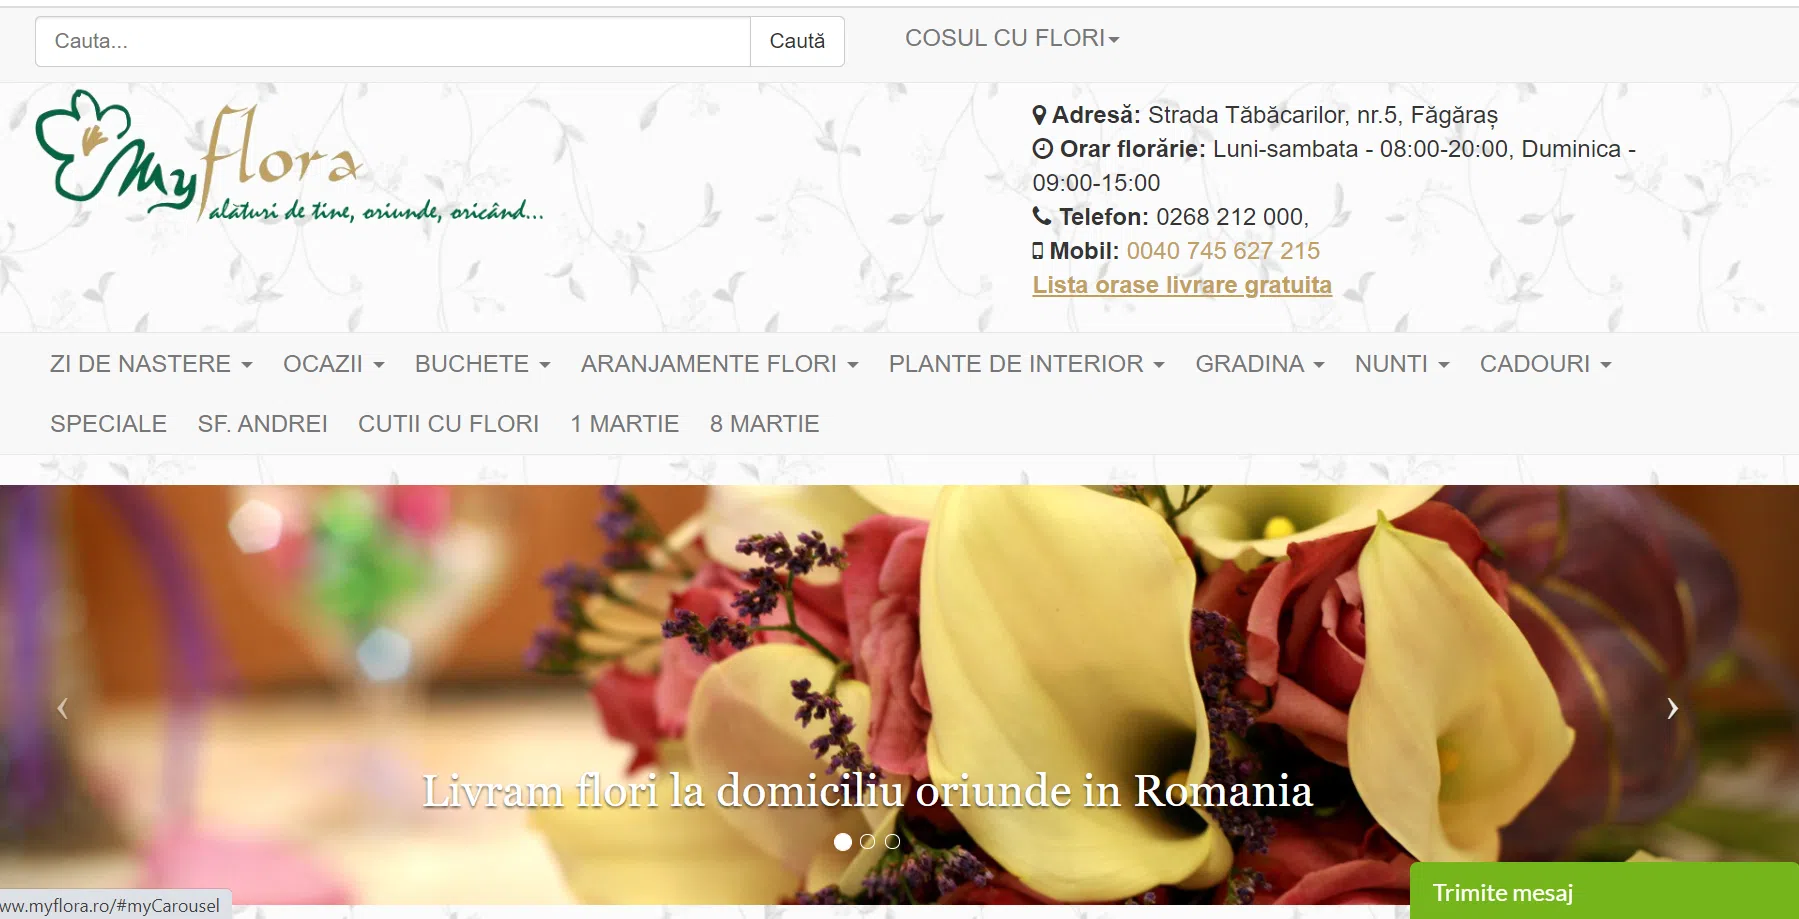 Cauta...
Caută
COSUL CU FLORI
My flora
alături de tine, oriunde, oricând...
Adresă: Strada Tăbăcarilor, nr.5, Făgăraș
Orar florărie: Luni-sambata - 08:00-20:00, Duminica -
09:00-15:00
Telefon: 0268 212 000,
Mobil: 0040 745 627 215
Lista orase livrare gratuita
ZI DE NASTERE
OCAZII
BUCHETE
ARANJAMENTE FLORI
PLANTE DE INTERIOR
GRADINA
NUNTI
CADOURI
SPECIALE
SF. ANDREI
CUTII CU FLORI
1 MARTIE
8 MARTIE
Livram flori la domiciliu oriunde in Romania
Trimite mesaj
ww.myflora.ro/#myCarousel